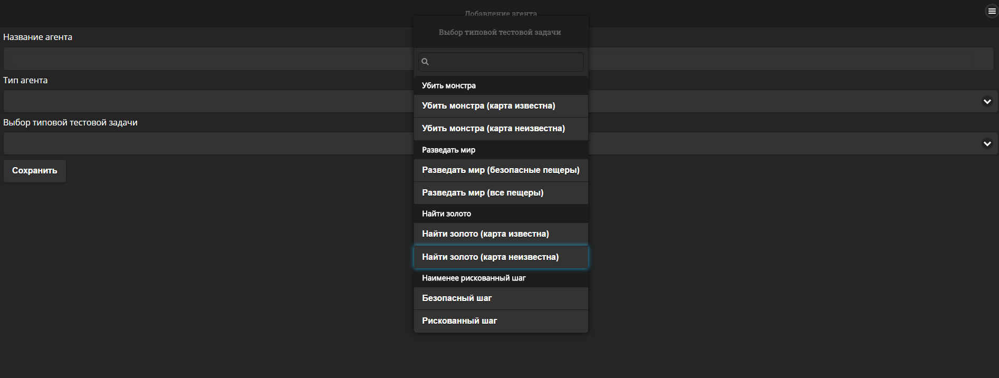 Добавление агента
Название агента
Тип агента
Выбор типовой тестовой задачи
Сохранить
Выбор типовой тестовой задачи
Убить монстра
Убить монстра (карта известна)
Убить монстра (карта неизвестна)
Разведать мир
Разведать мир (безопасные пещеры)
Разведать мир (все пещеры)
Найти золото
Найти золото (карта известна)
Найти золото (карта неизвестна)
Наименее рискованный шаг
Безопасный шаг
Рискованный шаг